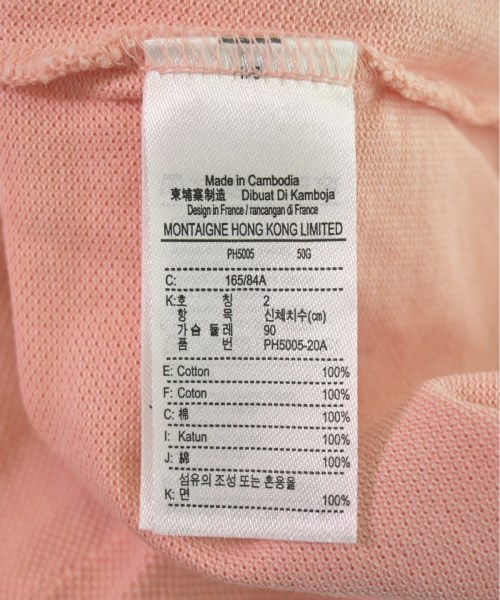 Made in Cambodia
柬埔寨制造 Dibuat Di Kamboja
Design in France / rancangan di France
MONTAIGNE HONG KONG LIMITED
PH5005 50G
C: 165/84A
K:호 칭 2
항 목 신체치수(cm)
가슴 둘레 90
품 번 PH5005-20A
E: Cotton 100%
F: Coton 100%
C: 棉 100%
I: Katun 100%
J: 綿 100%
섬유의 조성 또는 혼용율
K: 면 100%